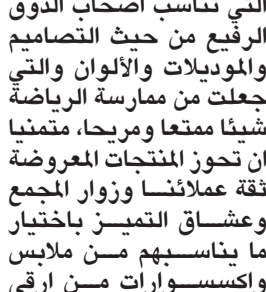 التي تناسب اصحاب الذوق
الرفيع من حيث التصاميم
والموديلات والألوان والتي
جعلت من ممارسة الرياضة
شيئا ممتعا ومريحا، متمنيا
ان تحوز المنتجات المعروضة
ثقة عملائنا وزوار المجمع
وعشاق التميز باختيار
ما يناسبهم من ملابس
واكسسوارات من ارقى